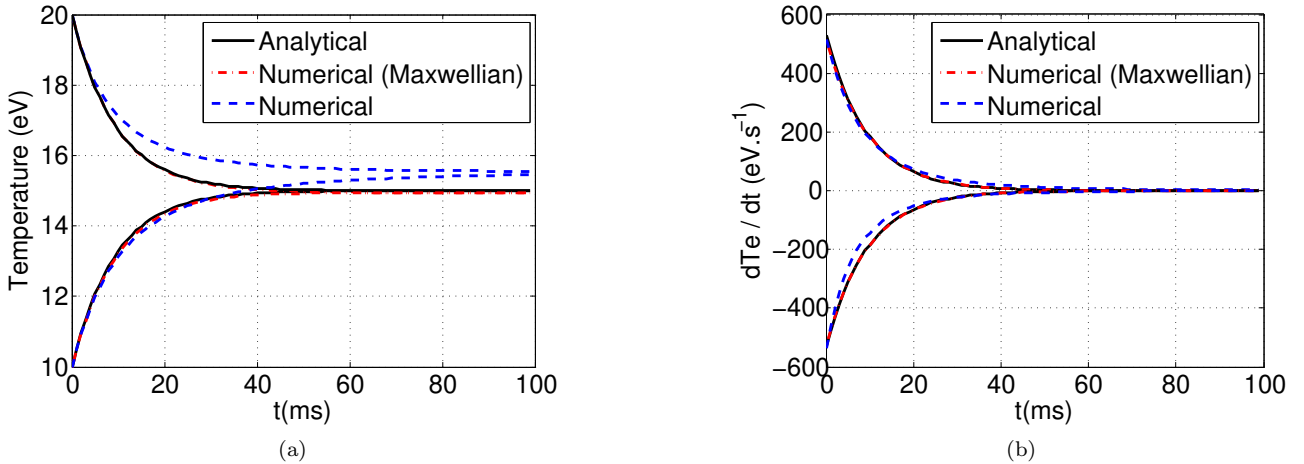 20
18
16
14
12
10
Temperature (eV)
0
20
40
60
80
100
t(ms)
Analytical
Numerical (Maxwellian)
Numerical
(a)
600
400
200
0
−200
−400
−600
dTe / dt (eV.s⁻¹)
0
20
40
60
80
100
t(ms)
Analytical
Numerical (Maxwellian)
Numerical
(b)